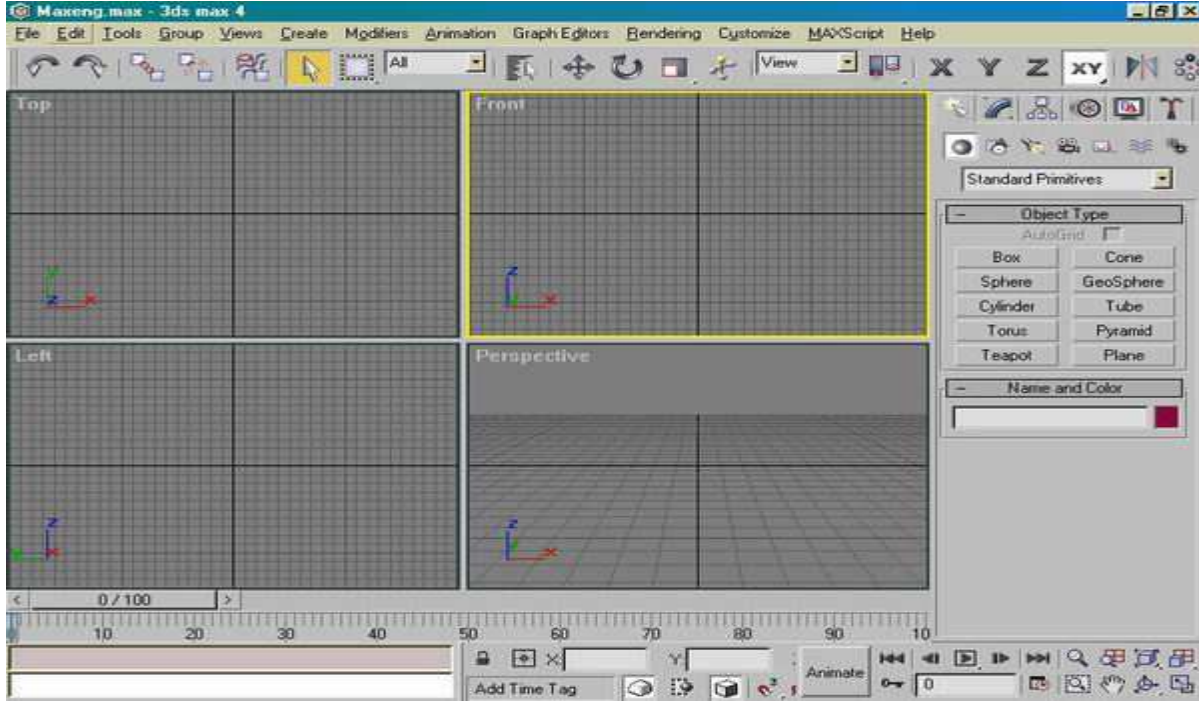 Maxeng.max - 3ds max 4
File Edit Tools Group Views Create Modifiers Animation Graph Editors Rendering Customize MAXScript Help
All View X Y Z XY
Top Front
Standard Primitives
Object Type
AutoGrid
Box Cone
Sphere GeoSphere
Cylinder Tube
Torus Pyramid
Teapot Plane
Name and Color
y
z x
z
x
Left Perspective
z
x
z
x
< 0 / 100 >
0 10 20 30 40 50 60 70 80 90 10
X: Y:
Add Time Tag Animate 0